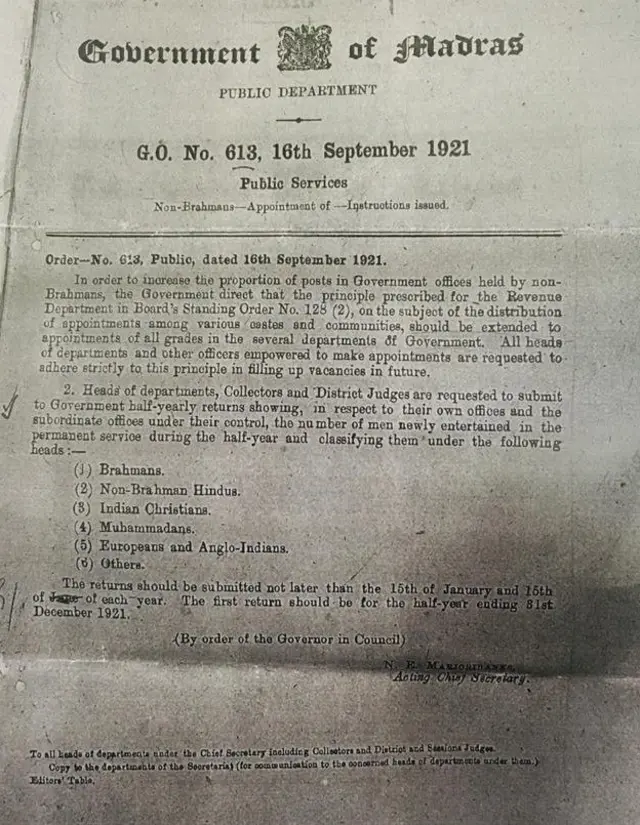 Government of Madras
PUBLIC DEPARTMENT
G.O. No. 613, 16th September 1921
Public Services
Non-Brahmans—Appointment of—Instructions issued.
Order—No. 613, Public, dated 16th September 1921.
In order to increase the proportion of posts in Government offices held by non-
Brahmans, the Government direct that the principle prescribed for the Revenue
Department in Board's Standing Order No. 128 (2), on the subject of the distribution
of appointments among various castes and communities, should be extended to
appointments of all grades in the several departments of Government. All heads
of departments and other officers empowered to make appointments are requested to
adhere strictly to this principle in filling up vacancies in future.
2. Heads of departments, Collectors and District Judges are requested to submit
to Government half-yearly returns showing, in respect to their own offices and the
subordinate offices under their control, the number of men newly entertained in the
permanent service during the half-year and classifying them under the following
heads :—
(1) Brahmans.
(2) Non-Brahman Hindus.
(3) Indian Christians.
(4) Muhammadans.
(5) Europeans and Anglo-Indians.
(6) Others.
The returns should be submitted not later than the 15th of January and 15th
of June of each year. The first return should be for the half-year ending 31st
December 1921.
(By order of the Governor in Council)
N. E. MARJORIBANKS,
Acting Chief Secretary.
To all heads of departments under the Chief Secretary including Collectors and District and Sessions Judges.
Copy to the departments of the Secretariat (for communication to the concerned heads of departments under them.)
Editors' Table.